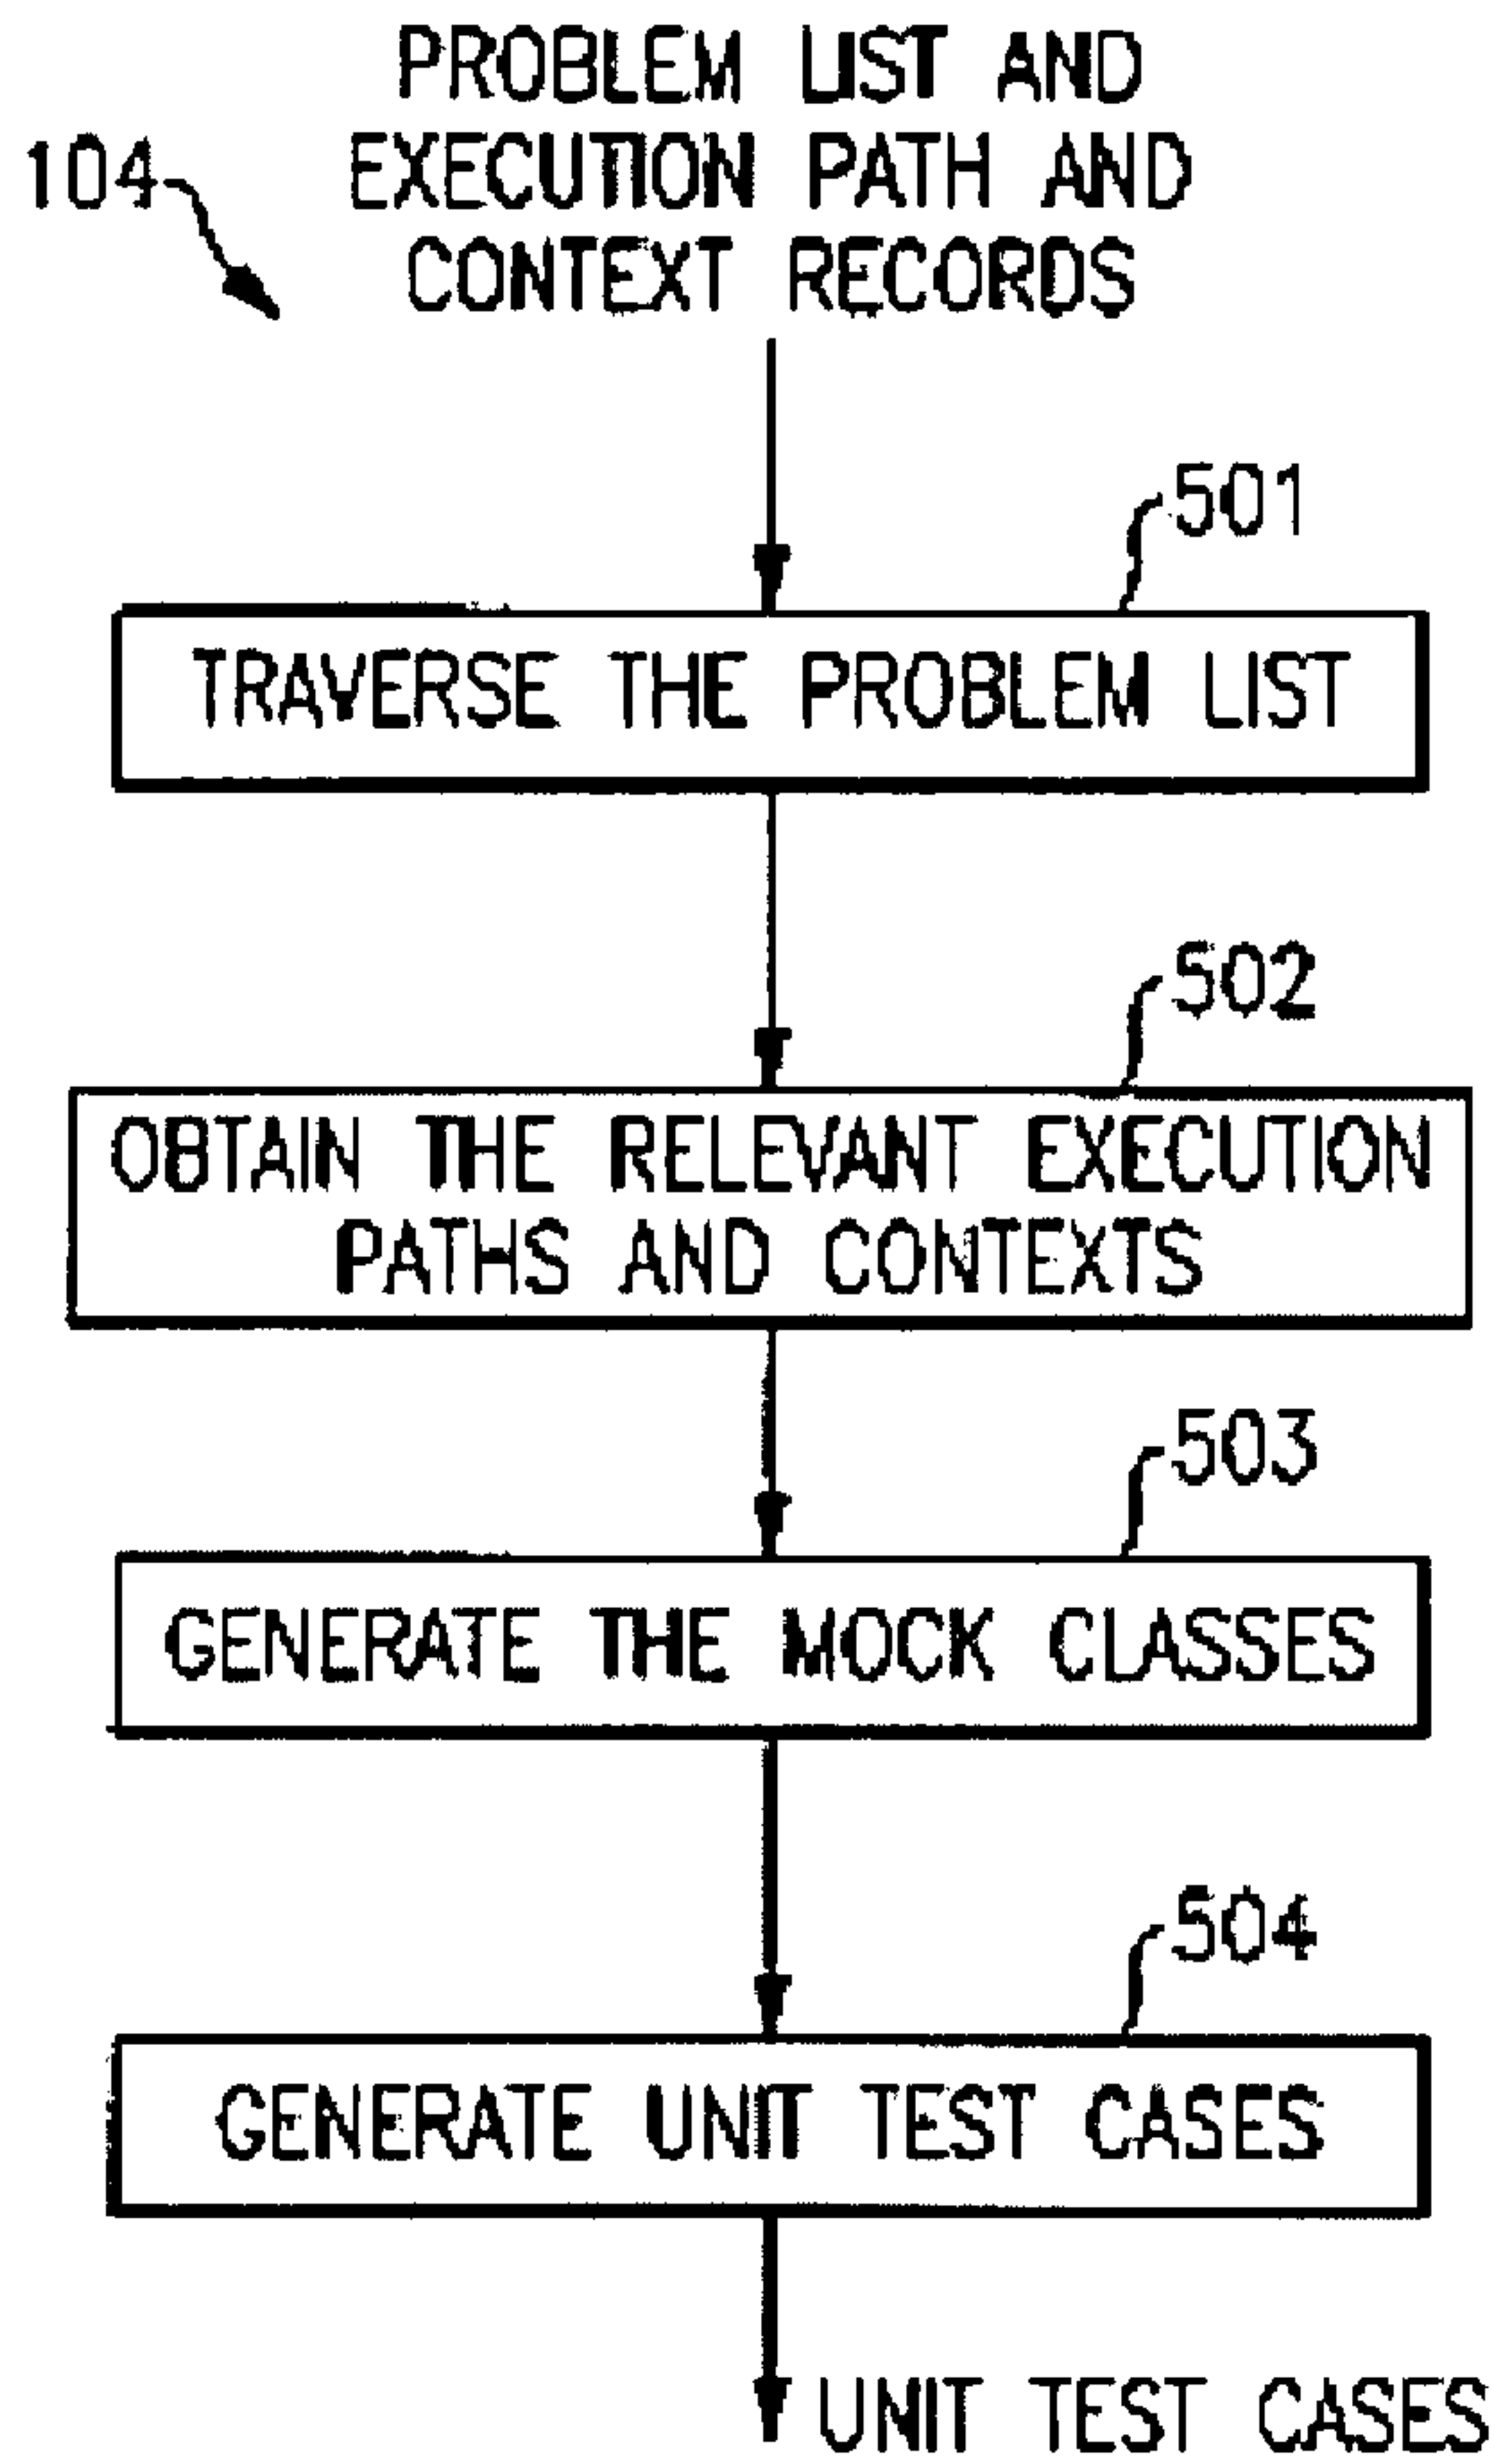 PROBLEM LIST AND
104 EXECUTION PATH AND
CONTEXT RECORDS
501
TRAVERSE THE PROBLEM LIST
502
OBTAIN THE RELEVANT EXECUTION
PATHS AND CONTEXTS
503
GENERATE THE MOCK CLASSES
504
GENERATE UNIT TEST CASES
UNIT TEST CASES